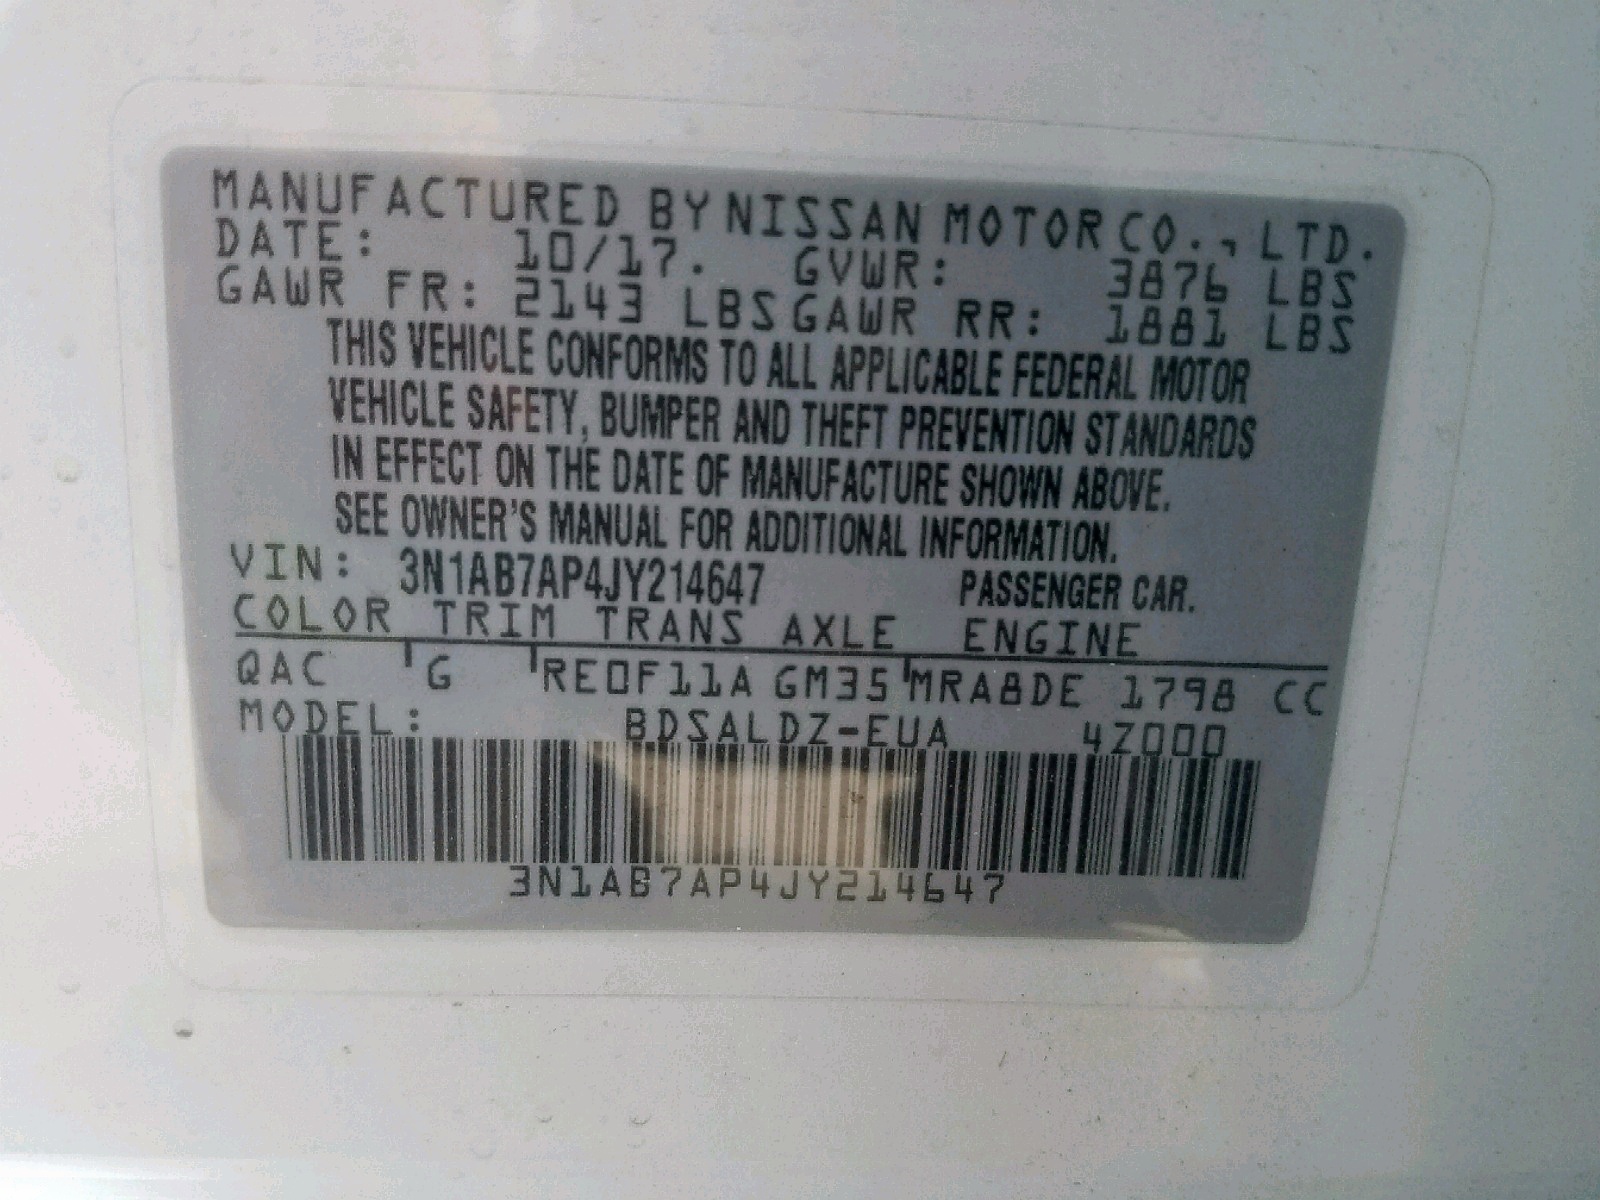 MANUFACTURED BY NISSAN MOTOR CO., LTD.
DATE: 10/17. GVWR: 3876 LBS
GAWR FR: 2143 LBS GAWR RR: 1881 LBS
THIS VEHICLE CONFORMS TO ALL APPLICABLE FEDERAL MOTOR
VEHICLE SAFETY, BUMPER AND THEFT PREVENTION STANDARDS
IN EFFECT ON THE DATE OF MANUFACTURE SHOWN ABOVE.
SEE OWNER'S MANUAL FOR ADDITIONAL INFORMATION.
VIN: 3N1AB7AP4JY214647 PASSENGER CAR.
COLOR TRIM TRANS AXLE ENGINE
QAC G RE0F11A GM35 MRA8DE 1798 CC
MODEL: BDSALDZ-EUA 4Z000
3N1AB7AP4JY214647